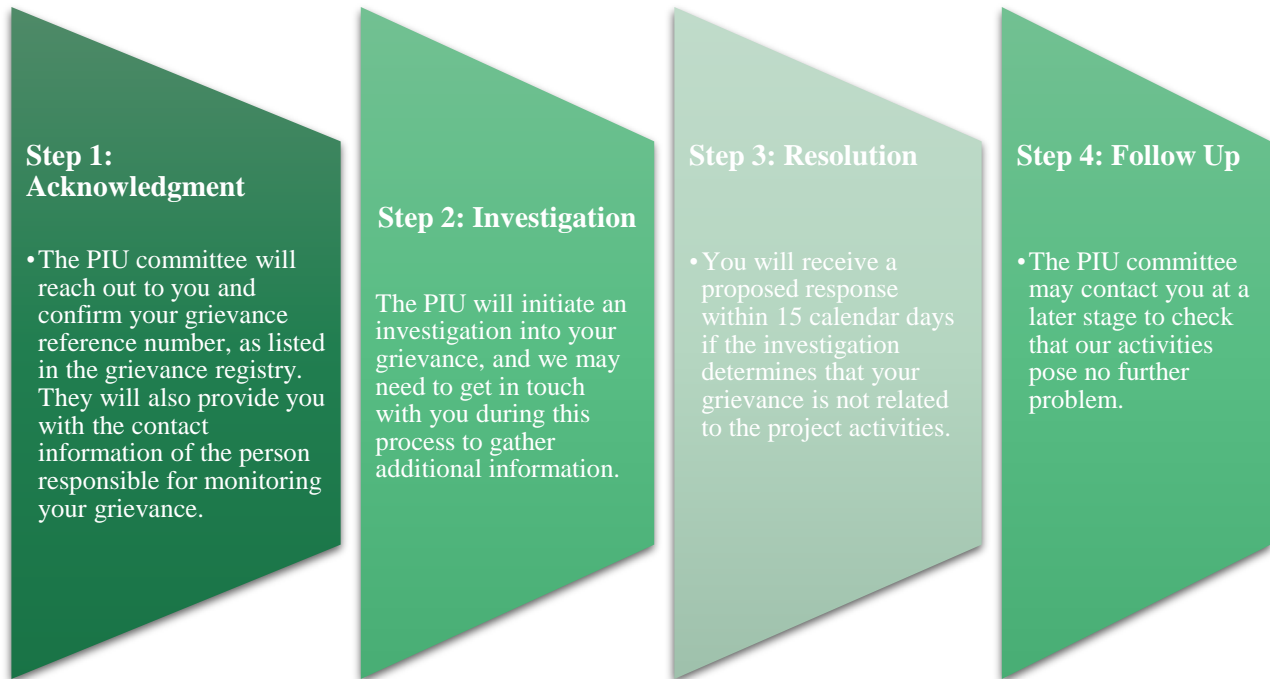 Step 1:
Acknowledgment
•The PIU committee will
reach out to you and
confirm your grievance
reference number, as listed
in the grievance registry.
They will also provide you
with the contact
information of the person
responsible for monitoring
your grievance.
Step 2: Investigation
The PIU will initiate an
investigation into your
grievance, and we may
need to get in touch
with you during this
process to gather
additional information.
Step 3: Resolution
•You will receive a
proposed response
within 15 calendar days
if the investigation
determines that your
grievance is not related
to the project activities.
Step 4: Follow Up
•The PIU committee
may contact you at a
later stage to check
that our activities
pose no further
problem.